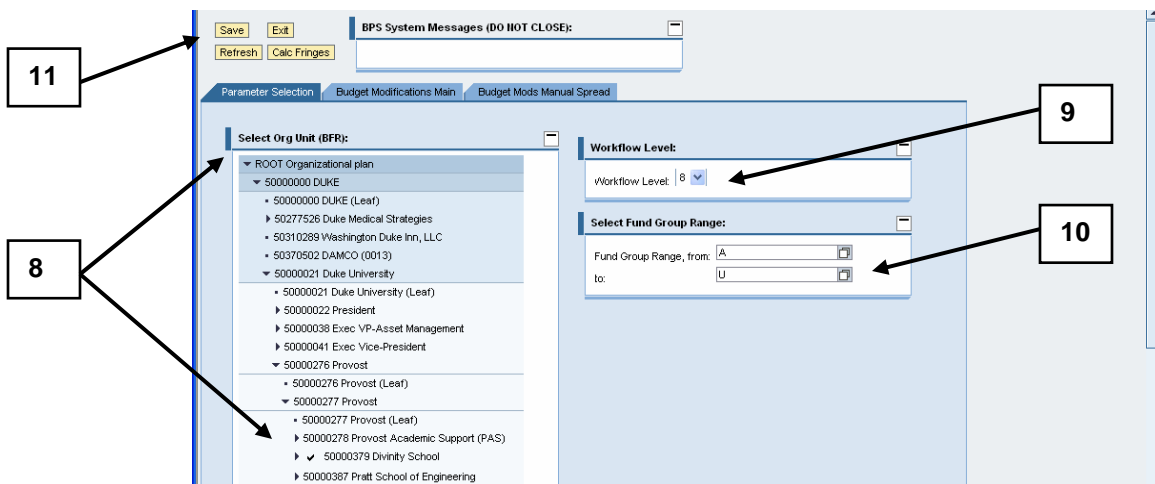 Save Exit
BPS System Messages (DO NOT CLOSE):
Refresh Calc Fringes
11
Parameter Selection Budget Modifications Main Budget Mods Manual Spread
9
Select Org Unit (BFR):
Workflow Level:
ROOT Organizational plan
50000000 DUKE
Workflow Level: 8
50000000 DUKE (Leaf)
50277526 Duke Medical Strategies
Select Fund Group Range:
50310289 Washington Duke Inn, LLC
10
50370502 DAMCO (0013)
Fund Group Range, from: A
8
50000021 Duke University
to: U
50000021 Duke University (Leaf)
50000022 President
50000038 Exec VP-Asset Management
50000041 Exec Vice-President
50000276 Provost
50000276 Provost (Leaf)
50000277 Provost
50000277 Provost (Leaf)
50000278 Provost Academic Support (PAS)
50000379 Divinity School
50000387 Pratt School of Engineering